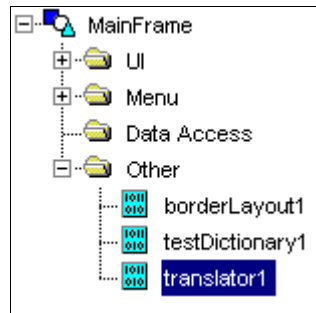 MainFrame
UI
Menu
Data Access
Other
borderLayout1
testDictionary1
translator1